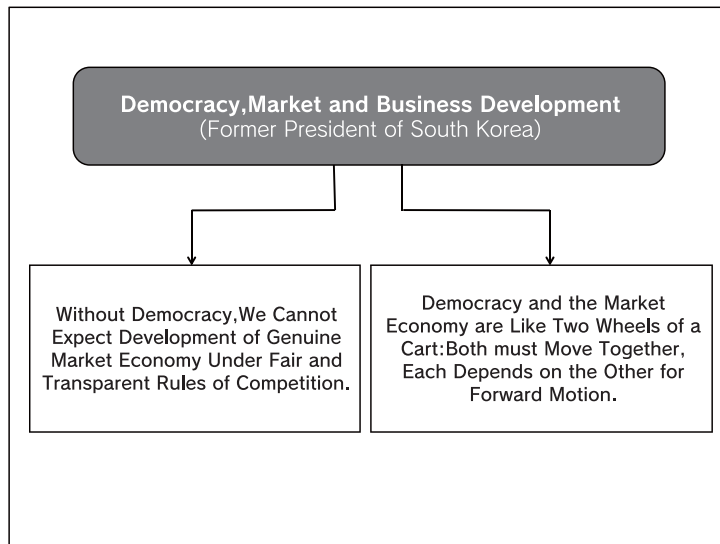 Democracy,Market and Business Development
(Former President of South Korea)
Without Democracy,We Cannot
Expect Development of Genuine
Market Economy Under Fair and
Transparent Rules of Competition.
Democracy and the Market
Economy are Like Two Wheels of a
Cart:Both must Move Together,
Each Depends on the Other for
Forward Motion.